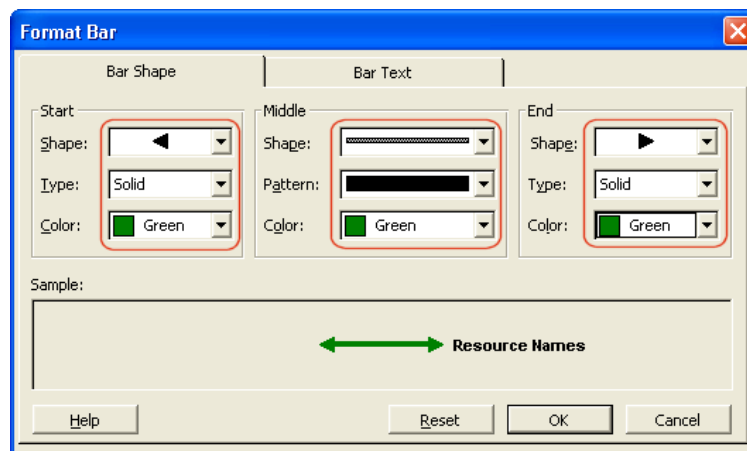 Format Bar
Bar Shape Bar Text
Start Middle End
Shape: Shape: Shape:
Type: Solid Pattern: Type: Solid
Color: Green Color: Green Color: Green
Sample:
Resource Names
Help Reset OK Cancel